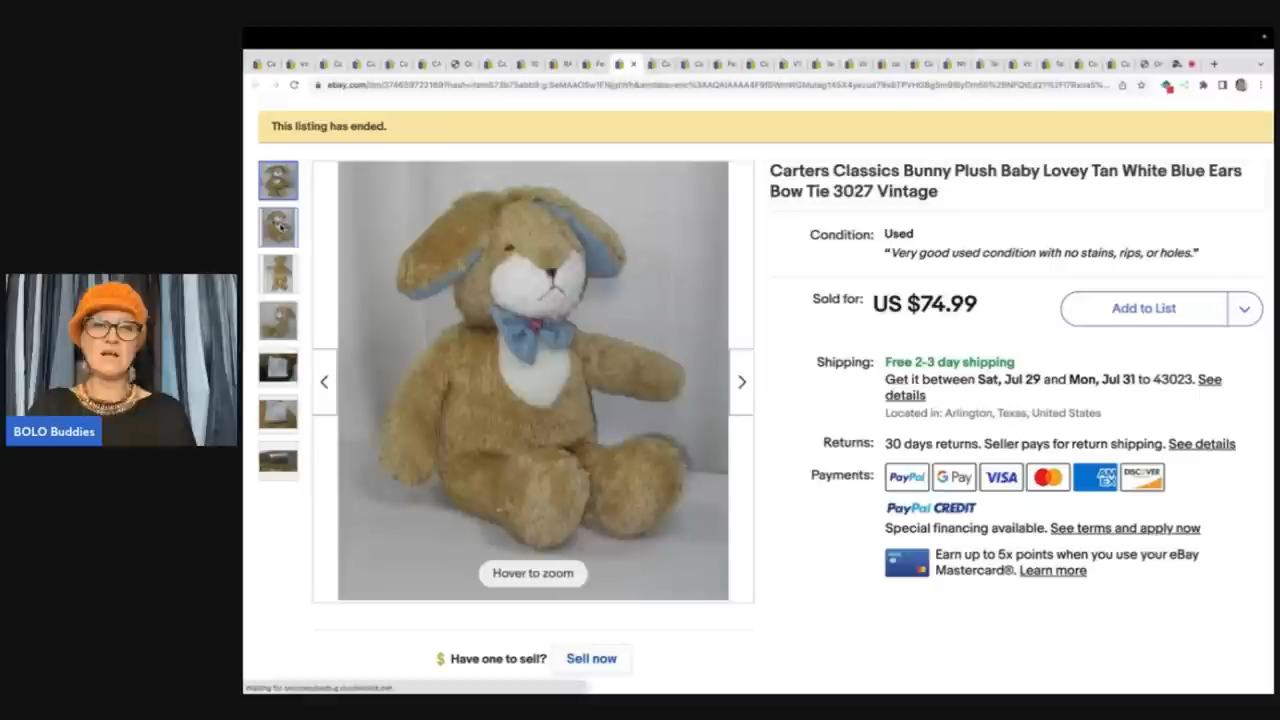 ebay.com
This listing has ended.
Carters Classics Bunny Plush Baby Lovey Tan White Blue Ears
Bow Tie 3027 Vintage
Condition: Used
“Very good used condition with no stains, rips, or holes.”
Sold for: US $74.99
Add to List
Shipping: Free 2-3 day shipping
Get it between Sat, Jul 29 and Mon, Jul 31 to 43023. See
details
Located in: Arlington, Texas, United States
Returns: 30 days returns. Seller pays for return shipping. See details
Payments: PayPal G Pay VISA AM EX DISCOVER
PayPal CREDIT
Special financing available. See terms and apply now
Earn up to 5x points when you use your eBay
Mastercard®. Learn more
Hover to zoom
$ Have one to sell? Sell now
BOLO Buddies